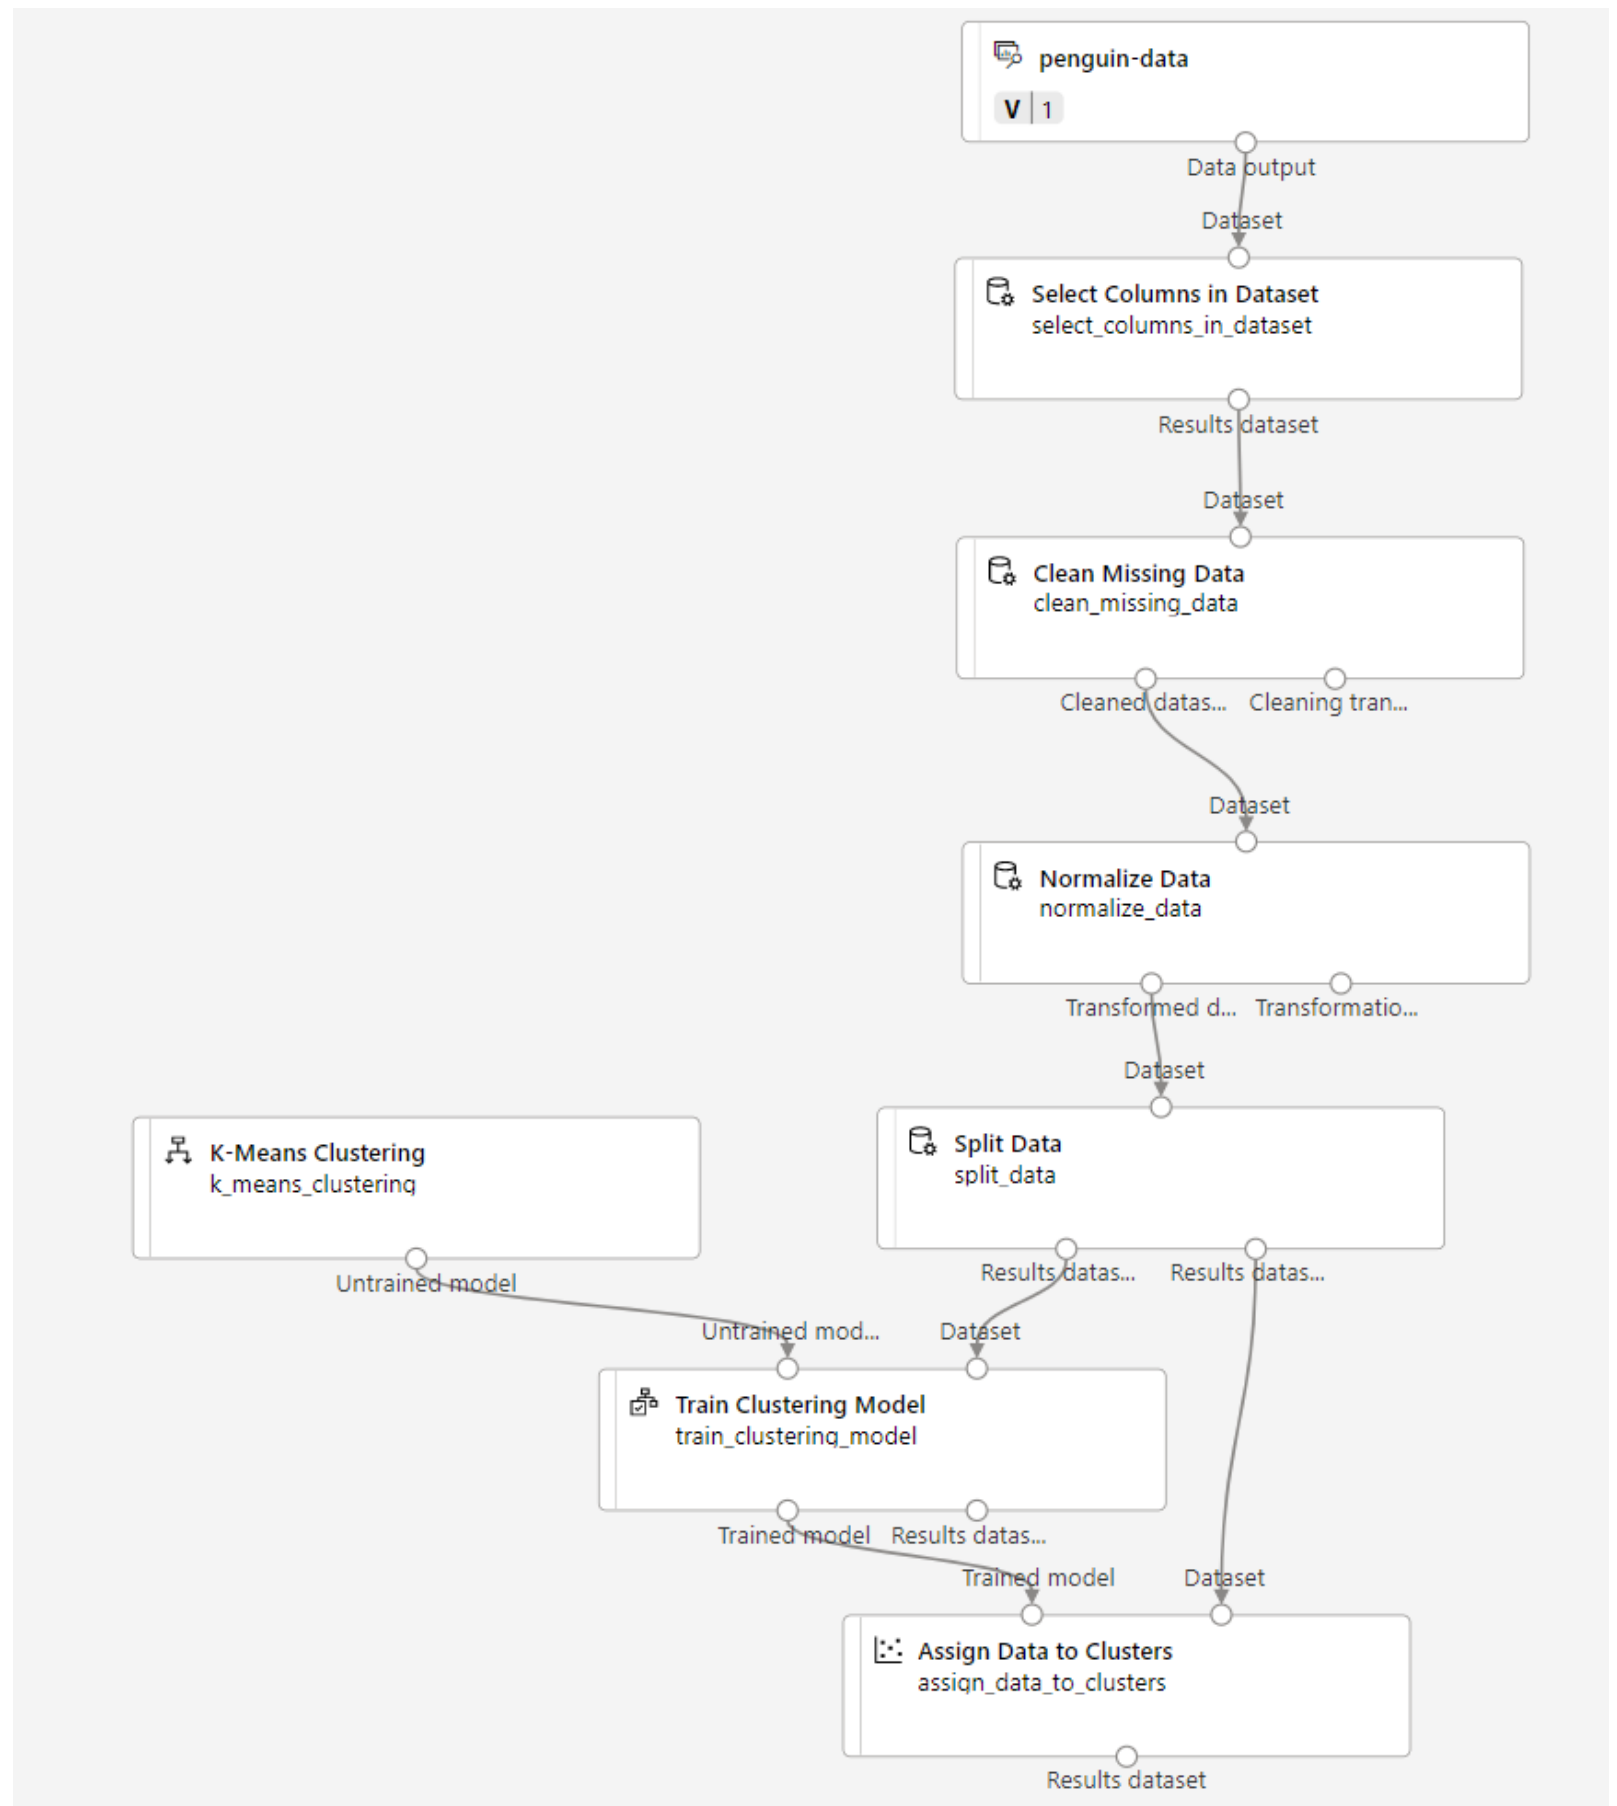 penguin-data
V 1
Data output
Dataset
Select Columns in Dataset
select_columns_in_dataset
Results dataset
Dataset
Clean Missing Data
clean_missing_data
Cleaned datas... Cleaning tran...
Dataset
Normalize Data
normalize_data
Transformed d... Transformatio...
Dataset
K-Means Clustering
k_means_clustering
Untrained model
Split Data
split_data
Results datas... Results datas...
Untrained mod... Dataset
Train Clustering Model
train_clustering_model
Trained model Results datas...
Trained model Dataset
Assign Data to Clusters
assign_data_to_clusters
Results dataset